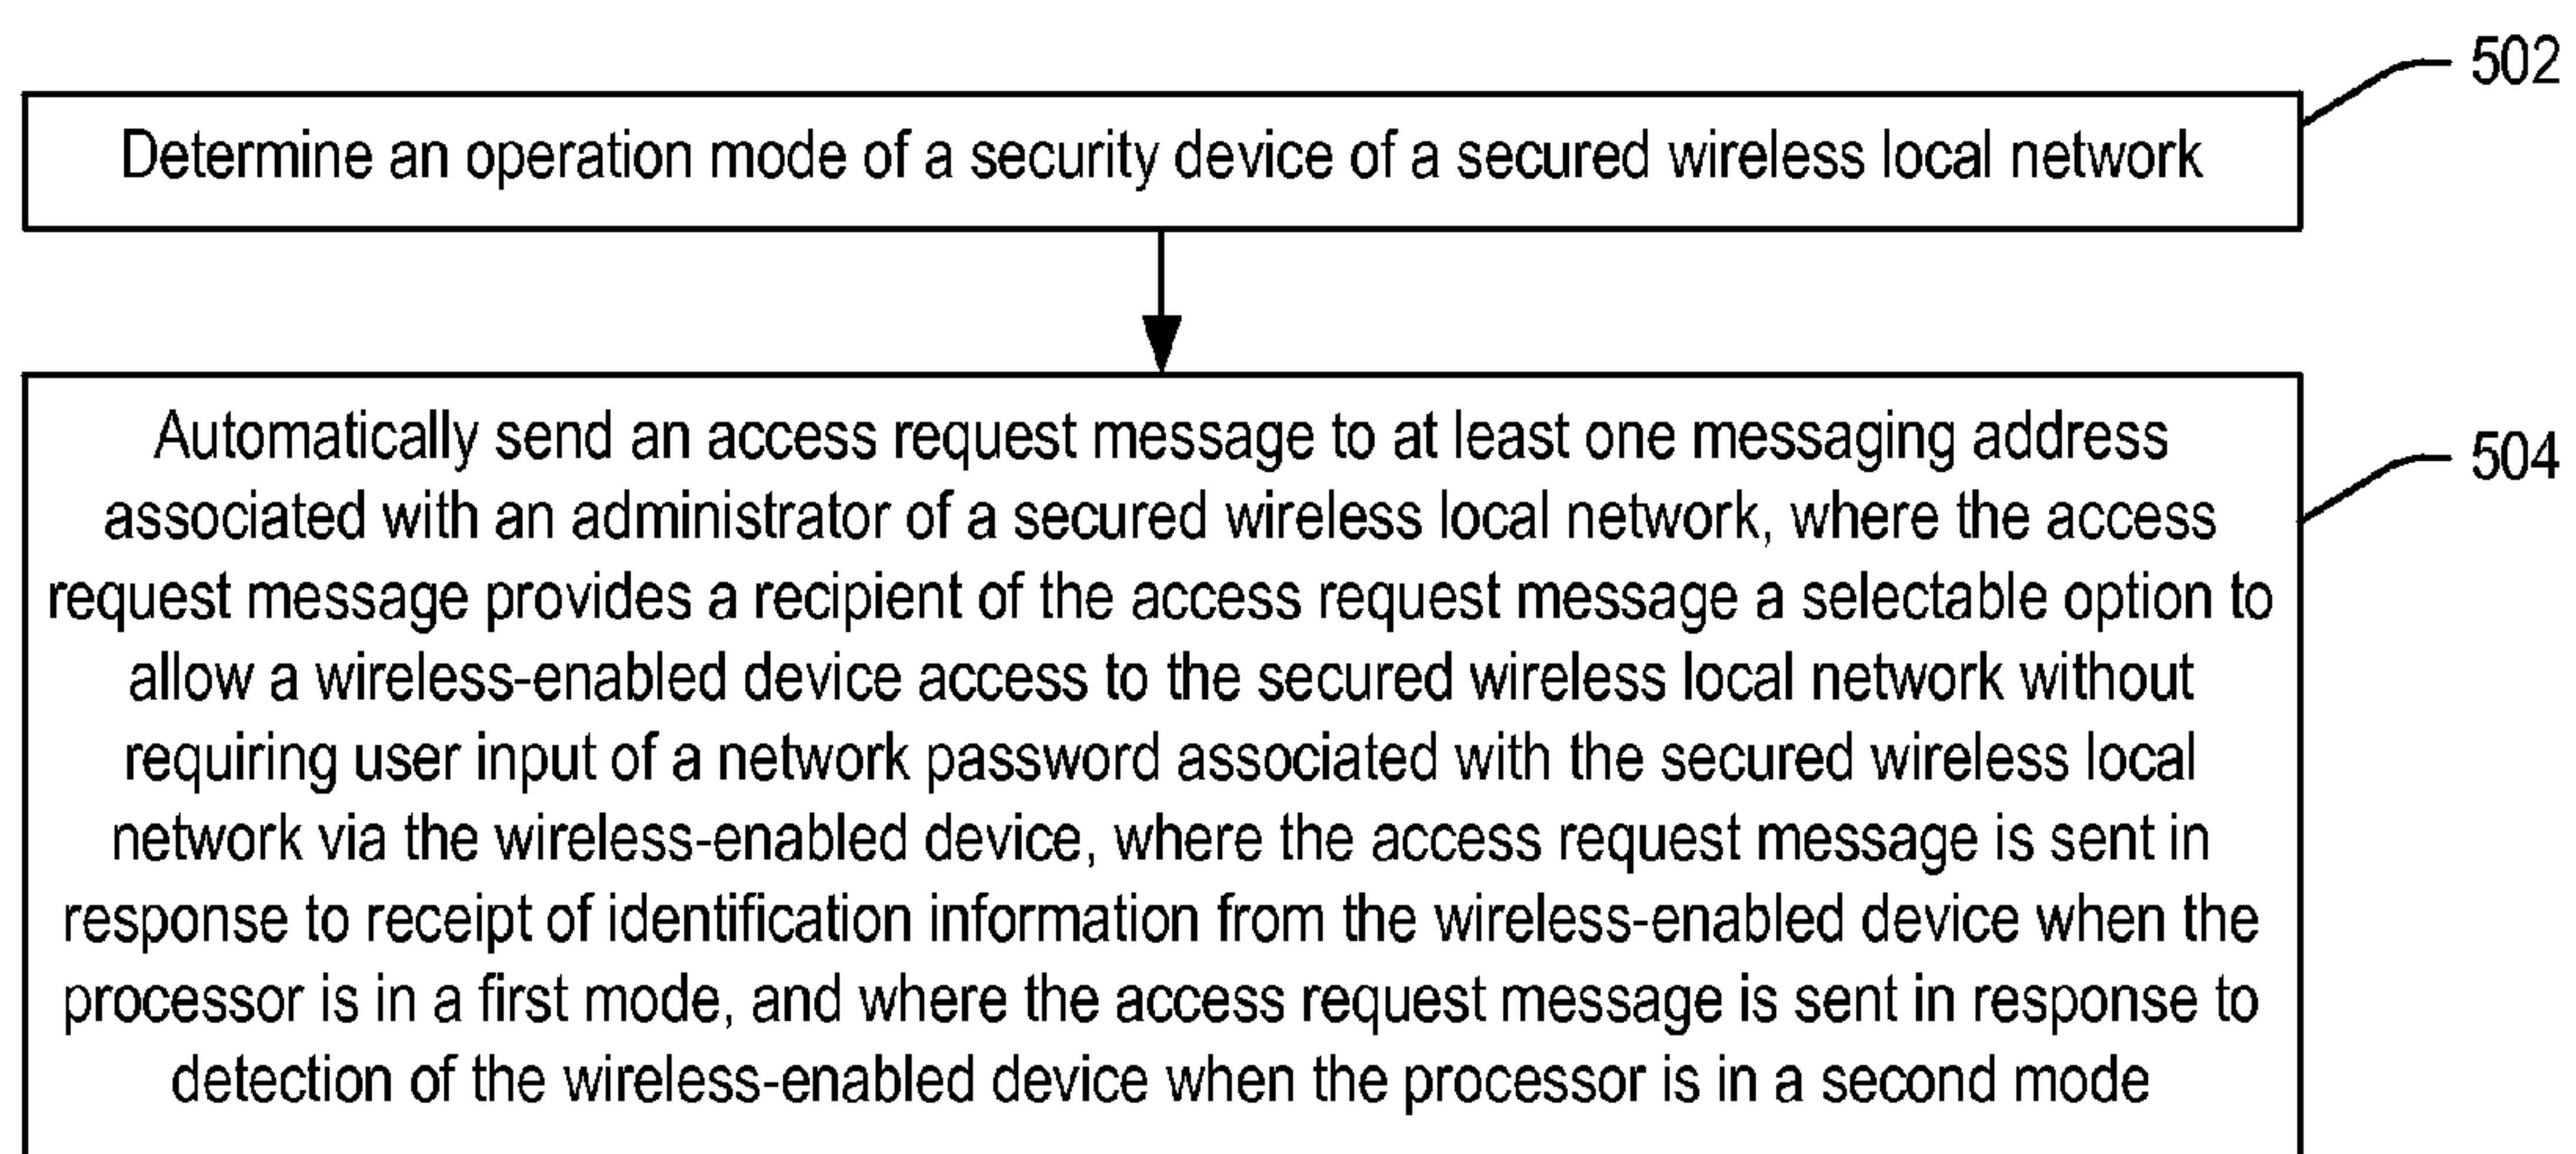 502
Determine an operation mode of a security device of a secured wireless local network
Automatically send an access request message to at least one messaging address
504
associated with an administrator of a secured wireless local network, where the access
request message provides a recipient of the access request message a selectable option to
allow a wireless-enabled device access to the secured wireless local network without
requiring user input of a network password associated with the secured wireless local
network via the wireless-enabled device, where the access request message is sent in
response to receipt of identification information from the wireless-enabled device when the
processor is in a first mode, and where the access request message is sent in response to
detection of the wireless-enabled device when the processor is in a second mode